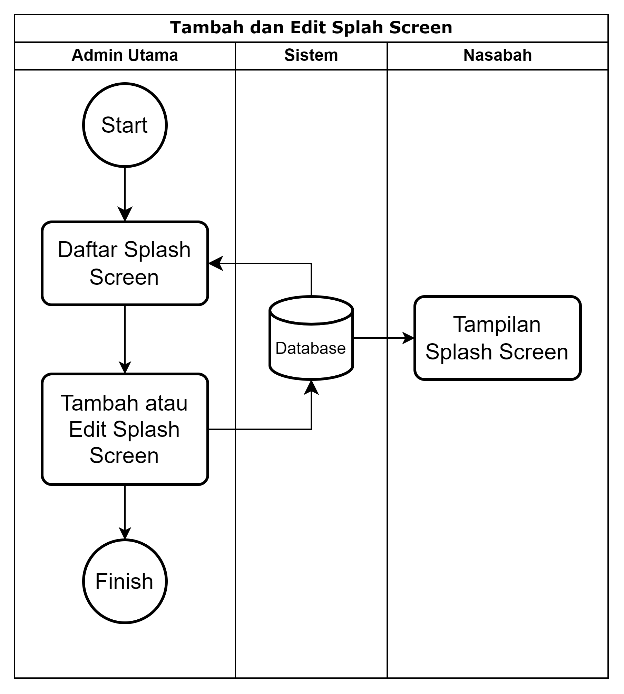 Tambah dan Edit Splah Screen
Admin Utama
Sistem
Nasabah
Start
Daftar Splash
Screen
Database
Tampilan
Splash Screen
Tambah atau
Edit Splash
Screen
Finish